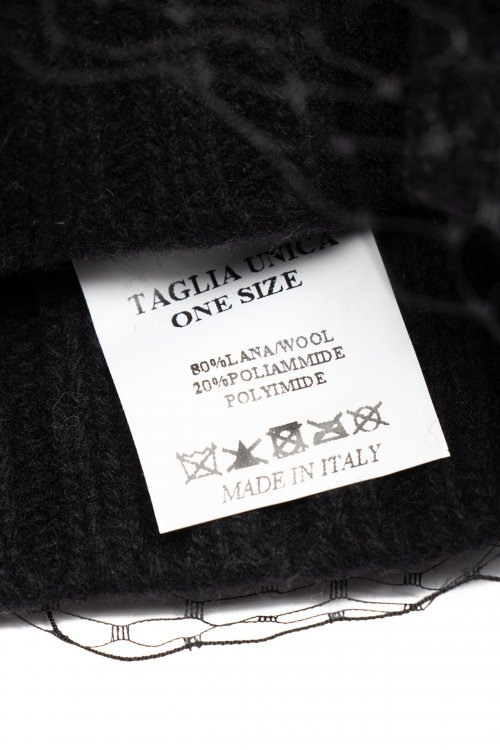 TAGLIA UNICA
ONE SIZE
80%LANA/WOOL
20%POLIAMMIDE
POLYIMIDE
MADE IN ITALY